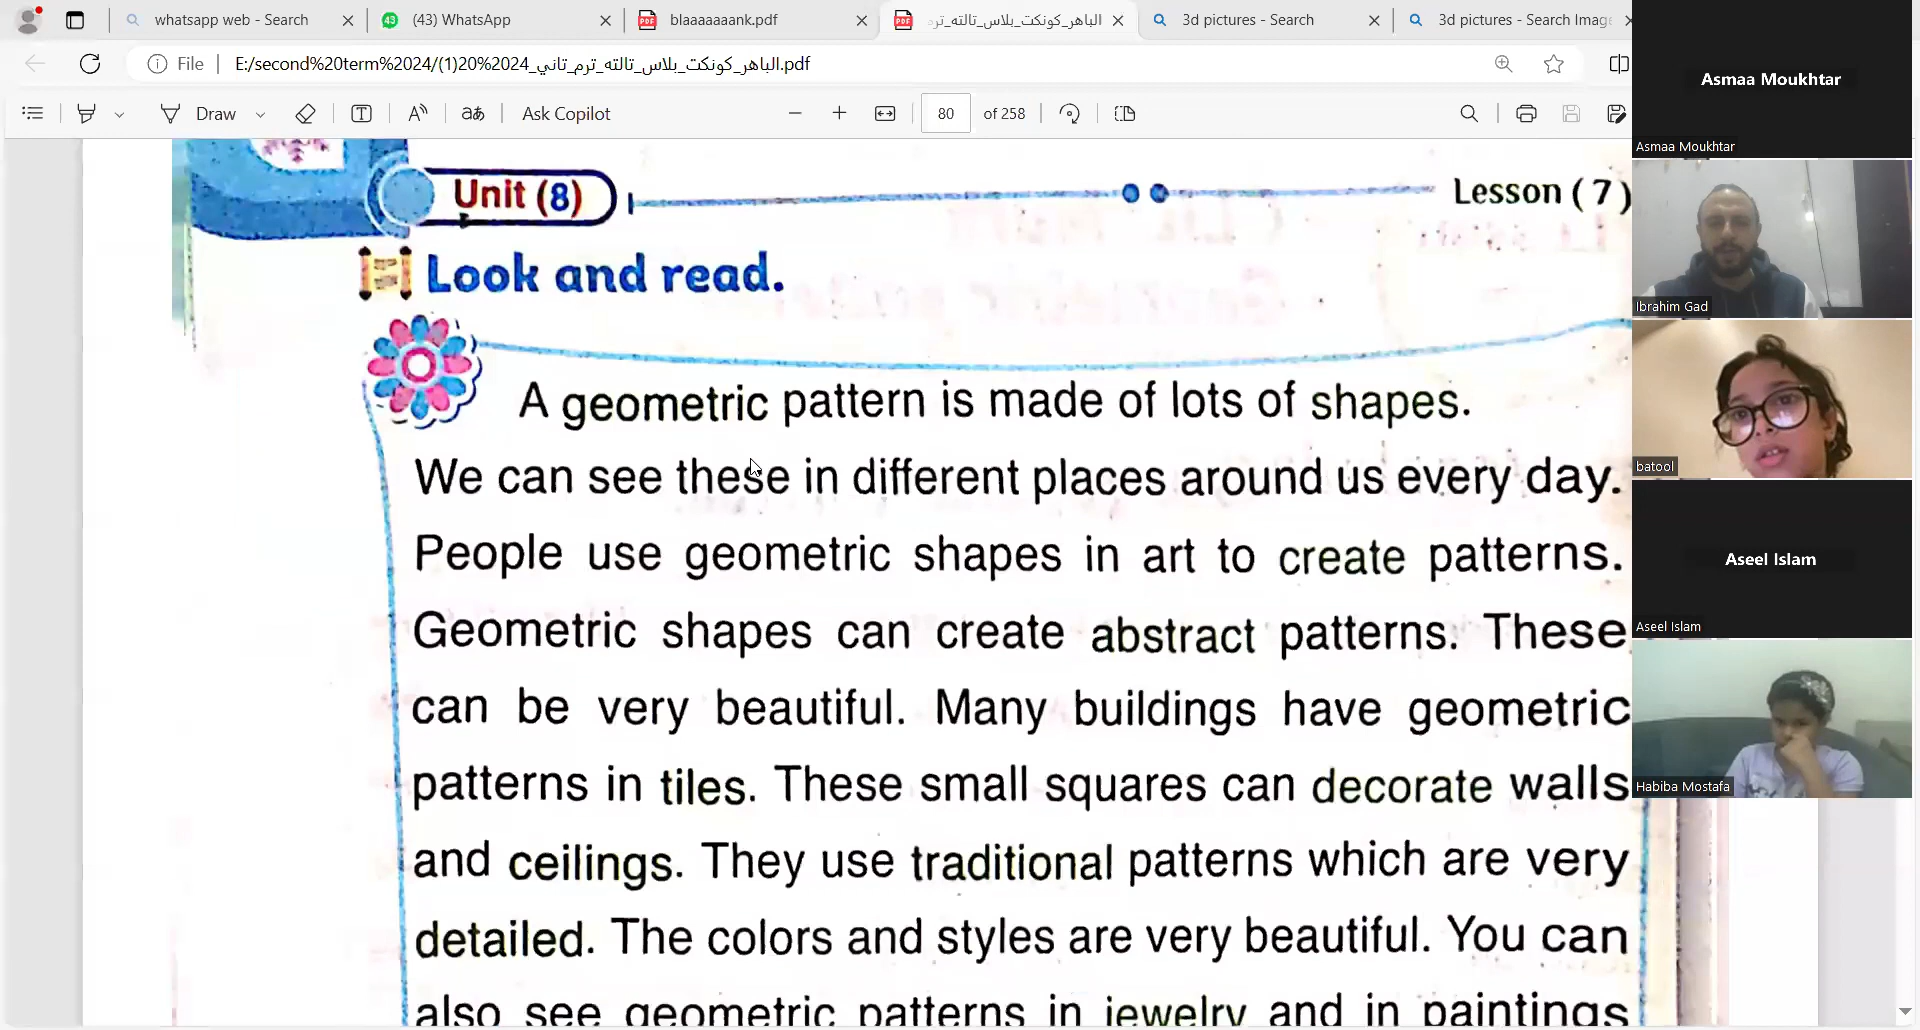 whatsapp web - Search
(43) WhatsApp
blaaaaaaank.pdf
الباهر_كونكت_بلاس_تالته_تر
3d pictures - Search
3d pictures - Search Imag
File
E:/second%20term%2024/(1)20%2024_الباهر_كونكت_بلاس_تالته_ترم_تاني.pdf
Draw
aあ
Ask Copilot
80 of 258
Unit (8)
Lesson ( 7 )
Look and read.
A geometric pattern is made of lots of shapes.
We can see these in different places around us every day.
People use geometric shapes in art to create patterns.
Geometric shapes can create abstract patterns. These
can be very beautiful. Many buildings have geometric
patterns in tiles. These small squares can decorate walls
and ceilings. They use traditional patterns which are very
detailed. The colors and styles are very beautiful. You can
also see geometric patterns in jewelry and in paintings
Asmaa Moukhtar
Asmaa Moukhtar
Ibrahim Gad
batool
Aseel Islam
Aseel Islam
Habiba Mostafa